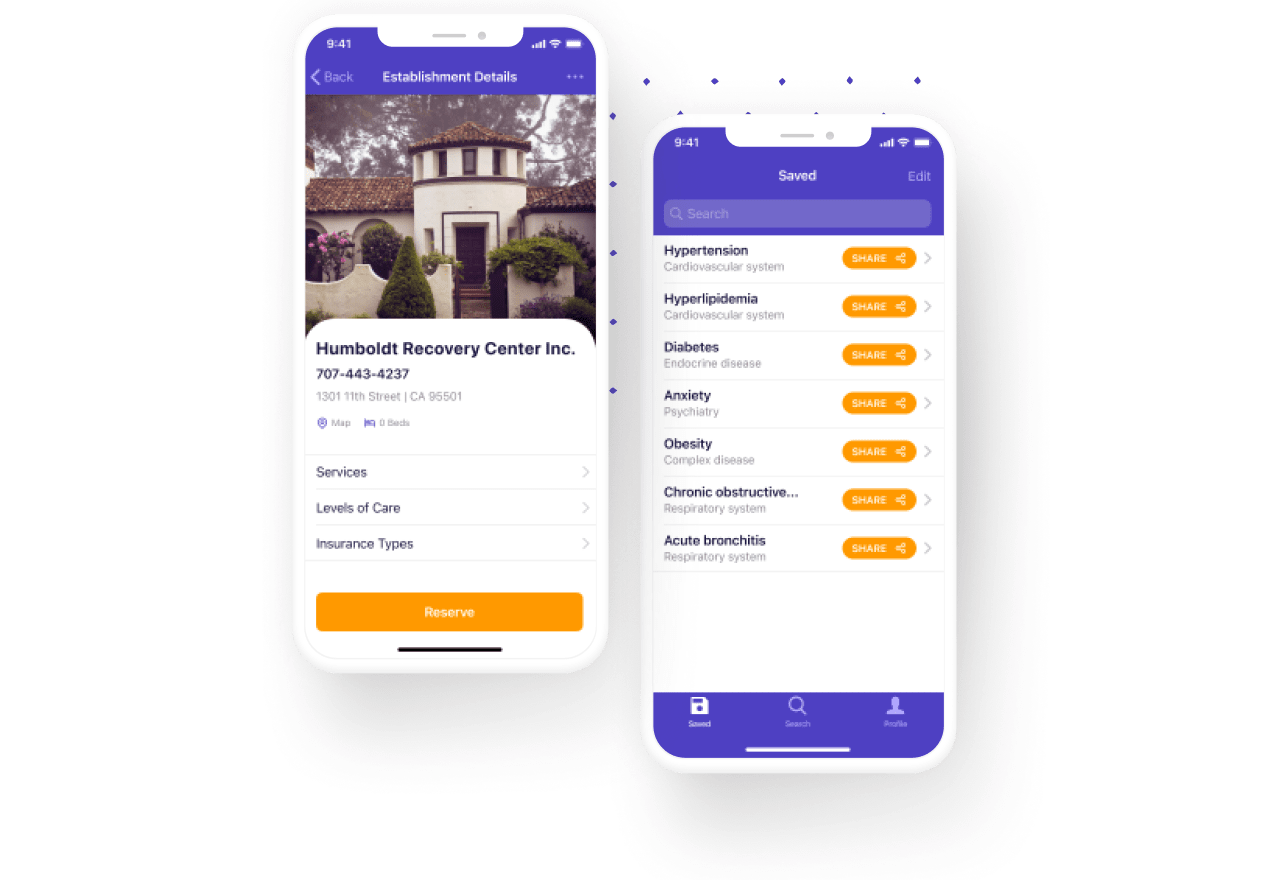 9:41
Back
Establishment Details
Humboldt Recovery Center Inc.
707-443-4237
1301 11th Street | CA 95501
Map
0 Beds
Services
Levels of Care
Insurance Types
Reserve
9:41
Saved
Edit
Search
Hypertension
Cardiovascular system
SHARE
Hyperlipidemia
Cardiovascular system
SHARE
Diabetes
Endocrine disease
SHARE
Anxiety
Psychiatry
SHARE
Obesity
Complex disease
SHARE
Chronic obstructive...
Respiratory system
SHARE
Acute bronchitis
Respiratory system
SHARE
Saved
Search
Profile